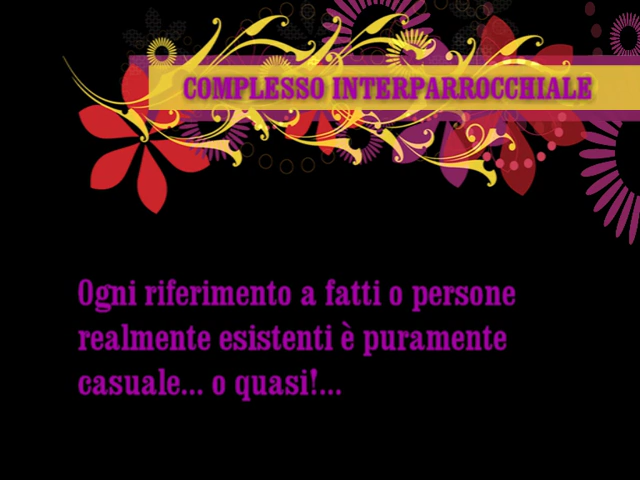 COMPLESSO INTERPARROCCHIALE
Ogni riferimento a fatti o persone
realmente esistenti è puramente
casuale... o quasi!...